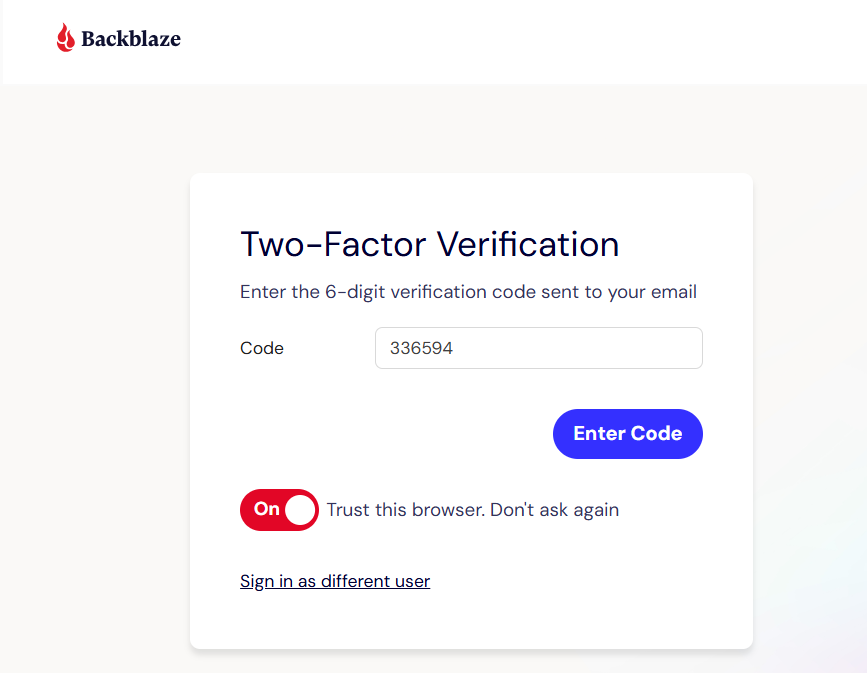 Backblaze
Two-Factor Verification
Enter the 6-digit verification code sent to your email
Code
336594
Enter Code
On
Trust this browser. Don't ask again
Sign in as different user